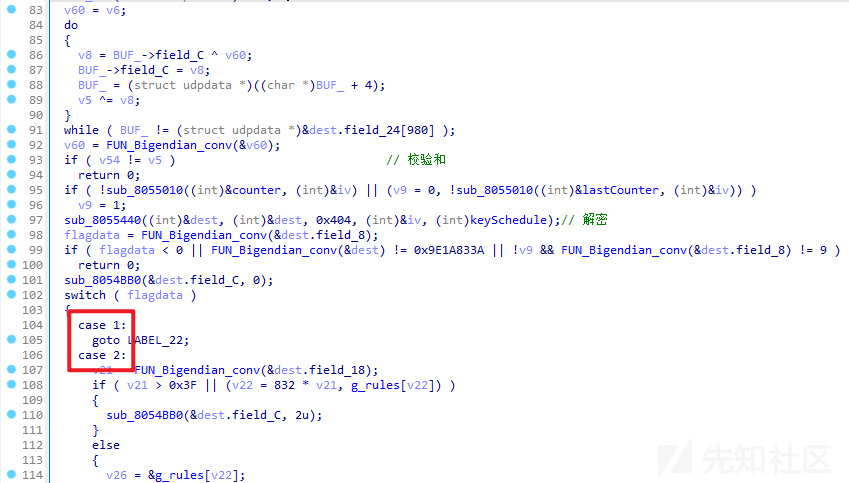 83 v60 = v6;
84 do
85 {
86 v8 = BUF_->field_C ^ v60;
87 BUF_->field_C = v8;
88 BUF_ = (struct udpdata *)((char *)BUF_ + 4);
89 v5 ^= v8;
90 }
91 while ( BUF_ != (struct udpdata *)&dest.field_24[980] );
92 v60 = FUN_Bigendian_conv(&v60);
93 if ( v54 != v5 ) // 校验和
94 return 0;
95 if ( !sub_8055010((int)&counter, (int)&iv) || (v9 = 0, !sub_8055010((int)&lastCounter, (int)&iv)) )
96 v9 = 1;
97 sub_8055440((int)&dest, (int)&dest, 0x404, (int)&iv, (int)keySchedule);// 解密
98 flagdata = FUN_Bigendian_conv(&dest.field_8);
99 if ( flagdata < 0 || FUN_Bigendian_conv(&dest) != 0x9E1A833A || !v9 && FUN_Bigendian_conv(&dest.field_8) != 9 )
100 return 0;
101 sub_8054BB0(&dest.field_C, 0);
102 switch ( flagdata )
103 {
104 case 1:
105 goto LABEL_22;
106 case 2:
107 v21 FUN_Bigendian_conv(&dest.field_18);
108 if ( v21 > 0x3F || (v22 = 832 * v21, g_rules[v22]) )
109 {
110 sub_8054BB0(&dest.field_C, 2u);
111 }
112 else
113 {
114 v26 = &g_rules[v22];
先知社区